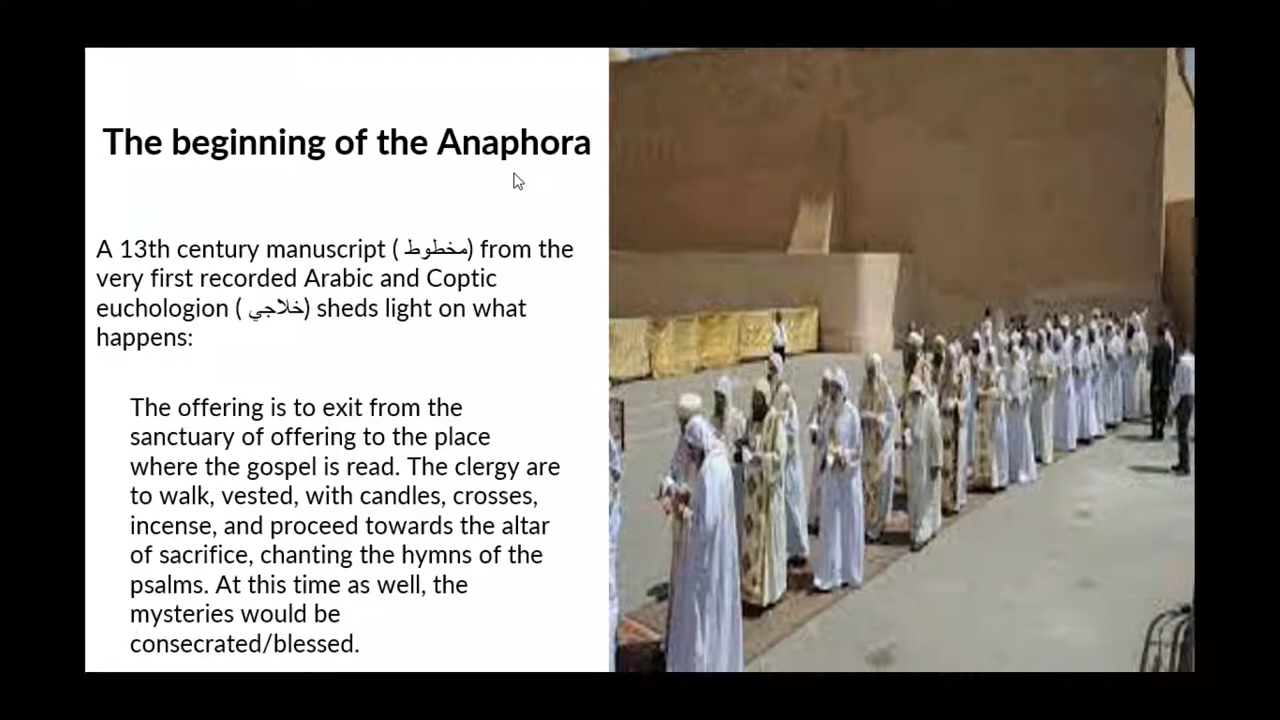 The beginning of the Anaphora
A 13th century manuscript ( مخطوط) from the
very first recorded Arabic and Coptic
euchologion ( خلاجي) sheds light on what
happens:
The offering is to exit from the
sanctuary of offering to the place
where the gospel is read. The clergy are
to walk, vested, with candles, crosses,
incense, and proceed towards the altar
of sacrifice, chanting the hymns of the
psalms. At this time as well, the
mysteries would be
consecrated/blessed.